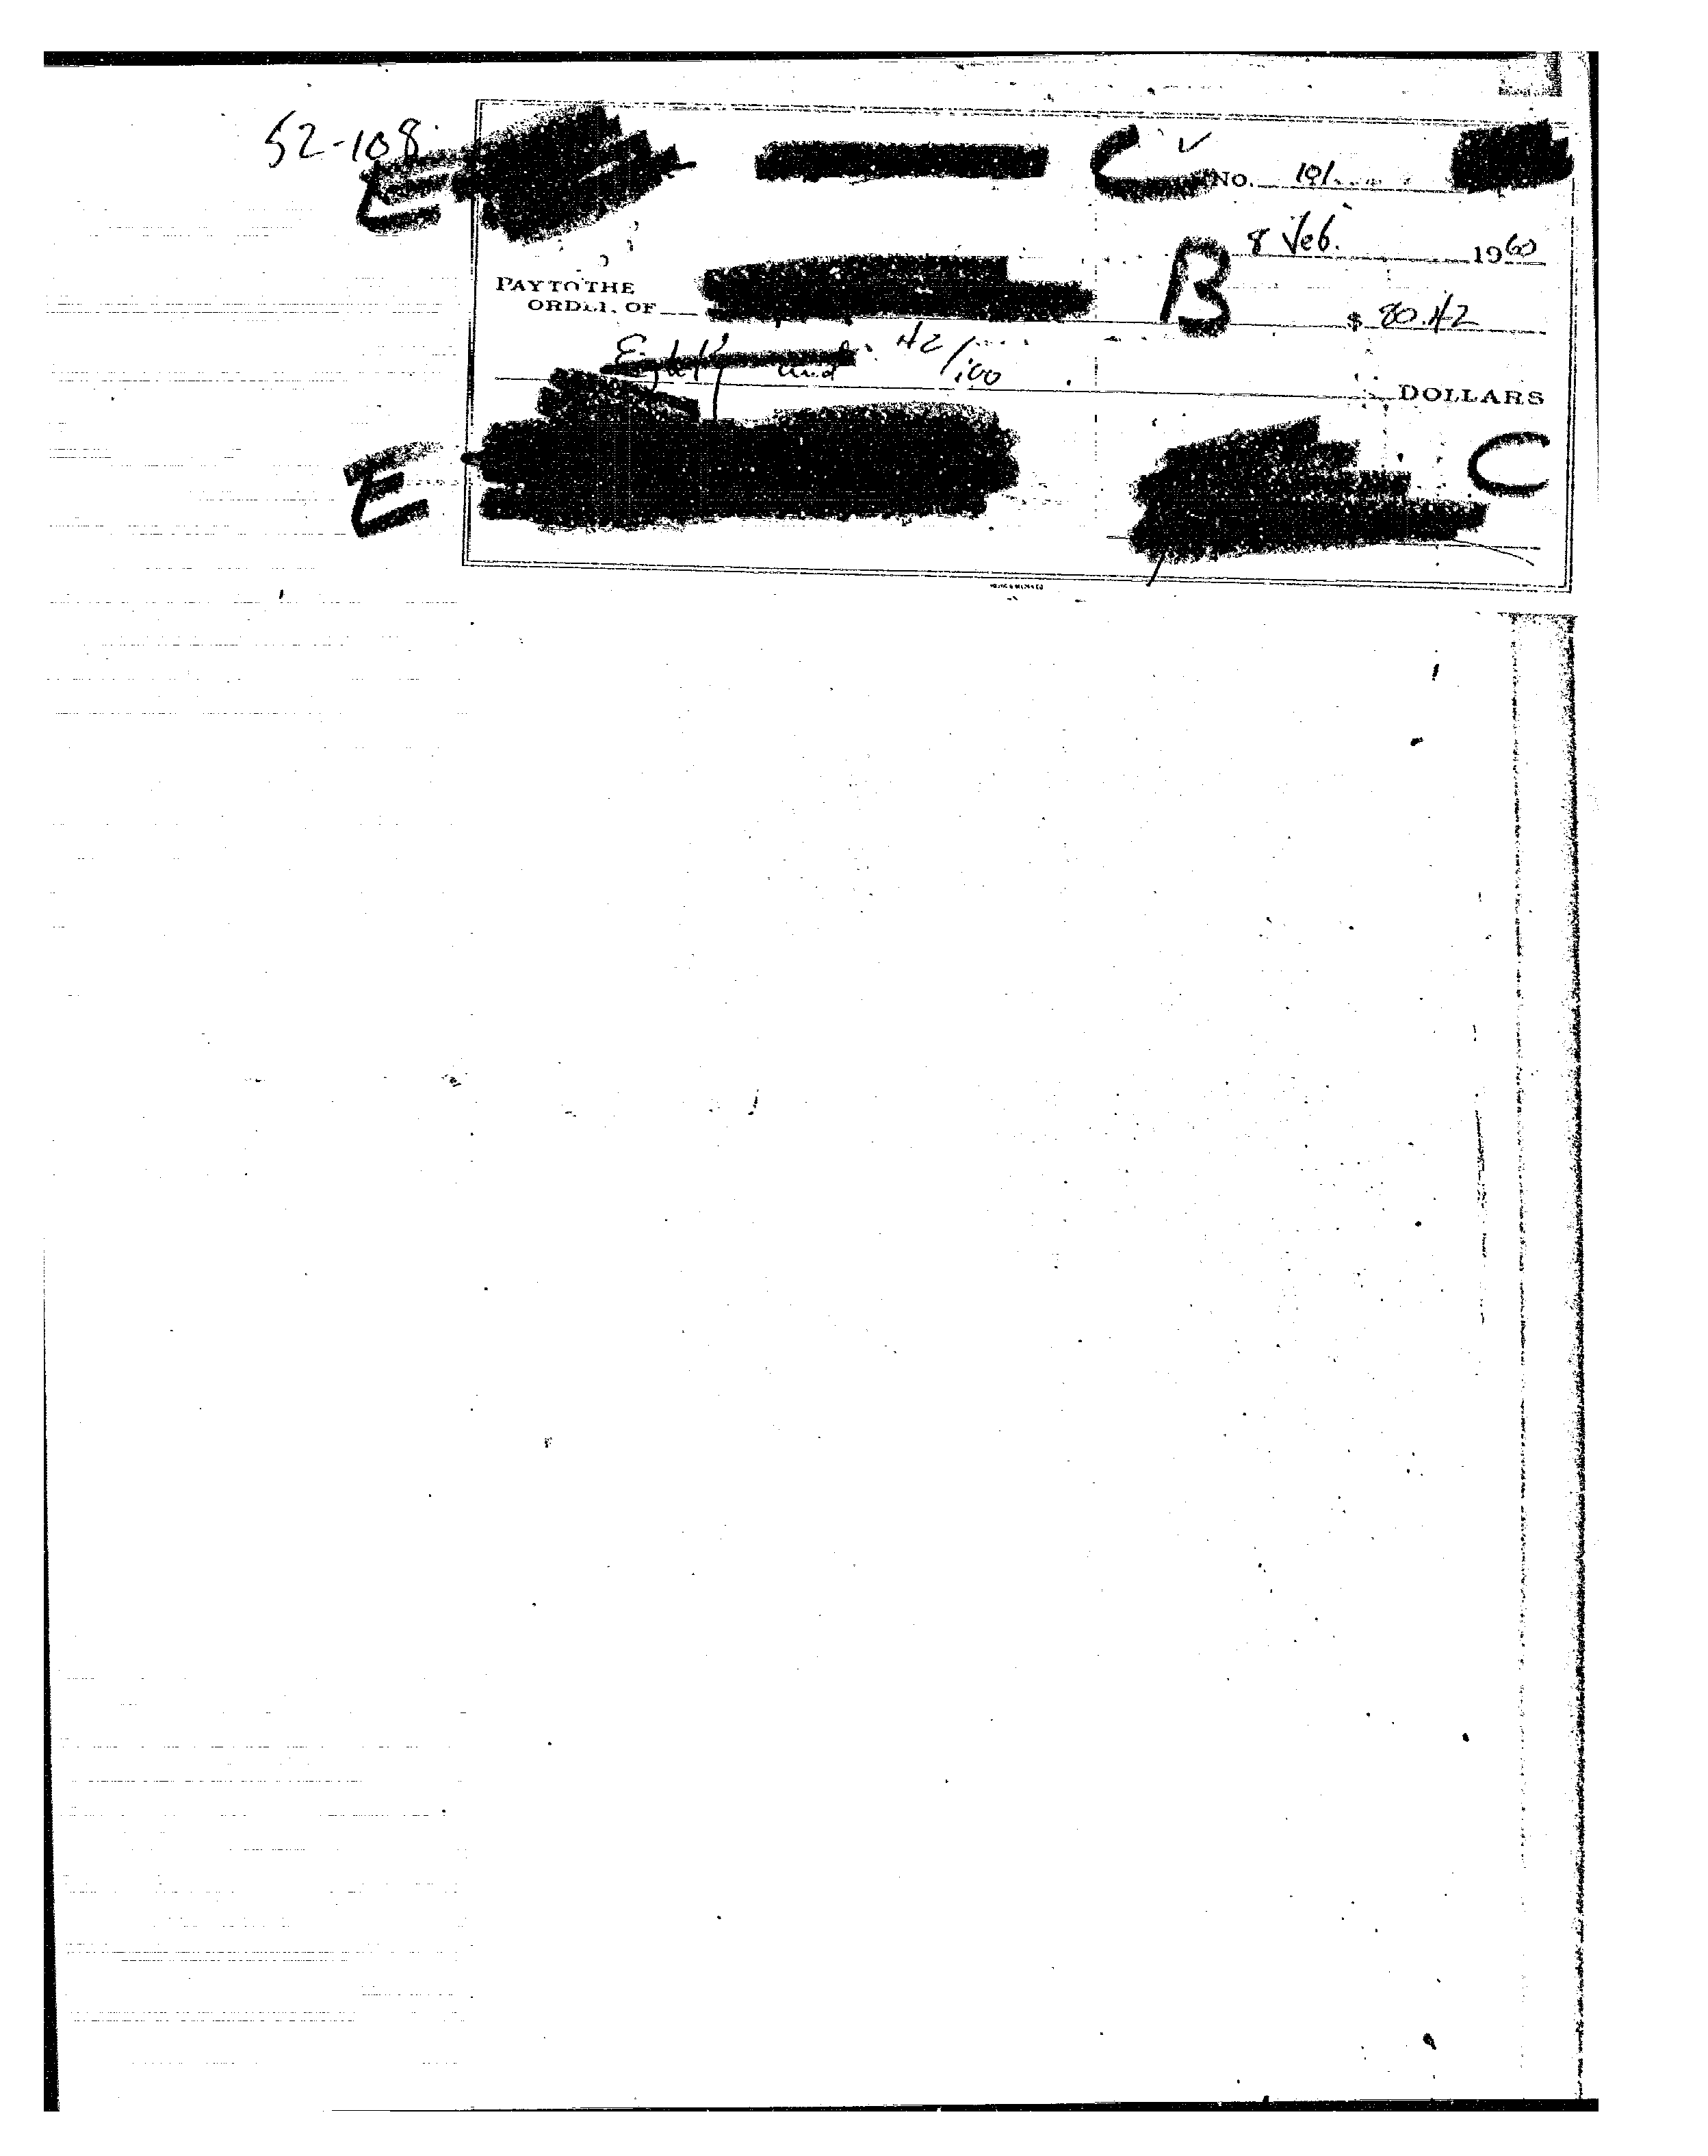 52-108
E
C
NO. 101
8 Feb. 1960
B
PAY TO THE
ORDER OF
$ 80.42
Eighty and 42/100
DOLLARS
E
C